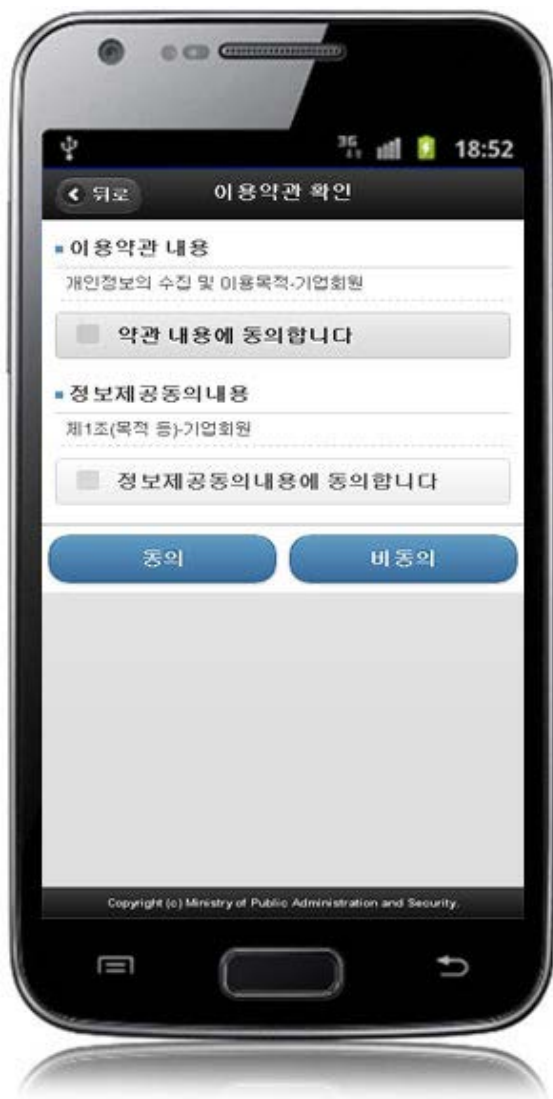 3G 18:52
뒤로 이용약관 확인
이용약관 내용
개인정보의 수집 및 이용목적-기업회원
약관 내용에 동의합니다
정보제공동의내용
제1조(목적 등)-기업회원
정보제공동의내용에 동의합니다
동의 비동의
Copyright (c) Ministry of Public Administration and Security.